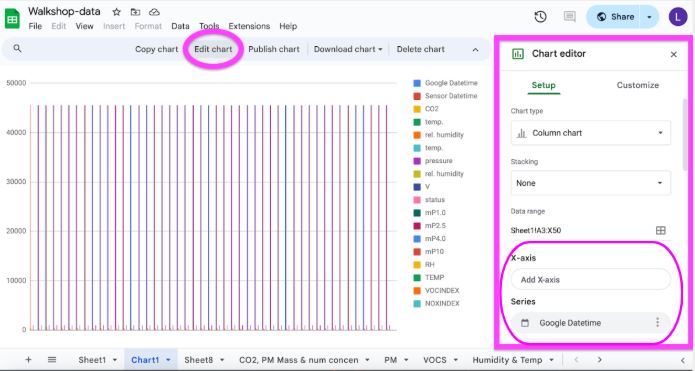 Walkshop-data
File Edit View Insert Format Data Tools Extensions Help
Share
L
Copy chart Edit chart Publish chart Download chart Delete chart
50000
40000
30000
20000
10000
0
Google Datetime
Sensor Datetime
CO2
temp.
rel. humidity
temp.
pressure
rel. humidity
V
status
mP1.0
mP2.5
mP4.0
mP10
RH
TEMP
VOCINDEX
NOXINDEX
Chart editor
Setup Customize
Chart type
Column chart
Stacking
None
Data range
Sheet1!A3:X50
X-axis
Add X-axis
Series
Google Datetime
Sheet1 Chart1 Sheet8 CO2, PM Mass & num concen PM VOCS Humidity & Temp